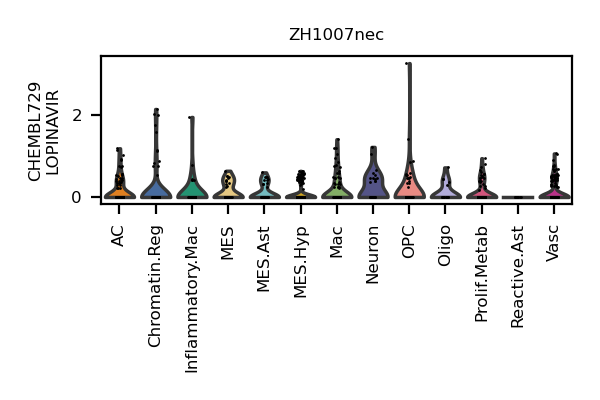 ZH1007nec
CHEMBL729
LOPINAVIR
2
0
AC
Chromatin.Reg
Inflammatory.Mac
MES
MES.Ast
MES.Hyp
Mac
Neuron
OPC
Oligo
Prolif.Metab
Reactive.Ast
Vasc